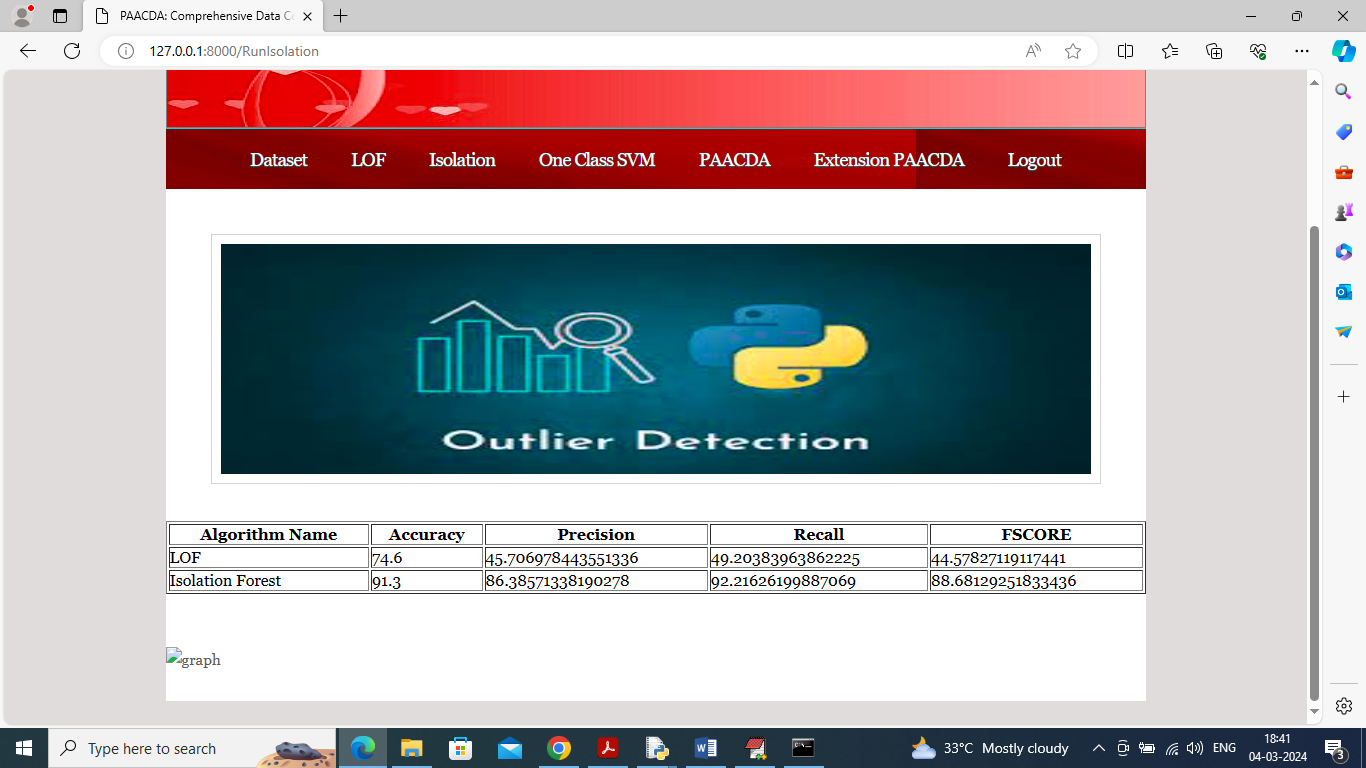 PAACDA: Comprehensive Data C
127.0.0.1:8000/RunIsolation
Dataset LOF Isolation One Class SVM PAACDA Extension PAACDA Logout
Outlier Detection
Algorithm Name Accuracy Precision Recall FSCORE
LOF 74.6 45.706978443551336 49.20383963862225 44.57827119117441
Isolation Forest 91.3 86.38571338190278 92.21626199887069 88.68129251833436
graph
Type here to search
33°C Mostly cloudy
ENG
18:41
04-03-2024
3